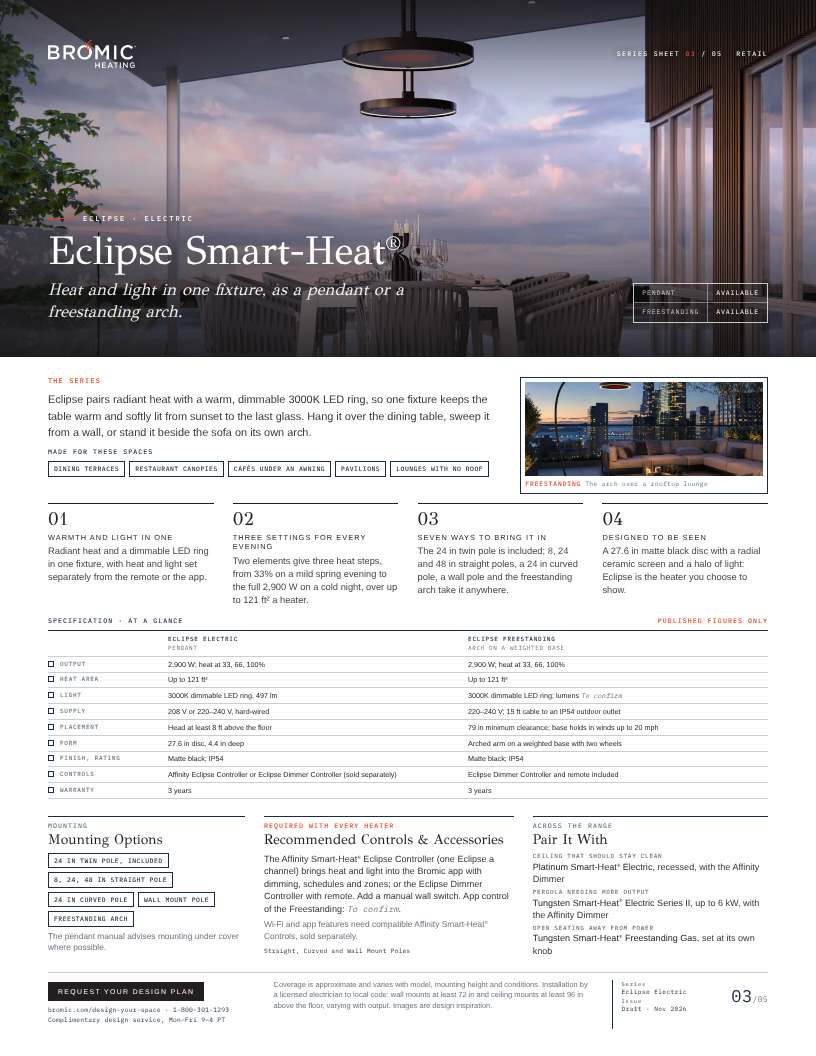 BROMIC
HEATING
SERIES SHEET 03 / 05 RETAIL
ECLIPSE · ELECTRIC
Eclipse Smart-Heat®
Heat and light in one fixture, as a pendant or a
freestanding arch.
PENDANT AVAILABLE
FREESTANDING AVAILABLE
THE SERIES
Eclipse pairs radiant heat with a warm, dimmable 3000K LED ring, so one fixture keeps the
table warm and softly lit from sunset to the last glass. Hang it over the dining table, sweep it
from a wall, or stand it beside the sofa on its own arch.
MADE FOR THESE SPACES
DINING TERRACES RESTAURANT CANOPIES CAFÉS UNDER AN AWNING PAVILIONS LOUNGES WITH NO ROOF
FREESTANDING The arch over a rooftop lounge
01
WARMTH AND LIGHT IN ONE
Radiant heat and a dimmable LED ring
in one fixture, with heat and light set
separately from the remote or the app.
02
THREE SETTINGS FOR EVERY
EVENING
Two elements give three heat steps,
from 33% on a mild spring evening to
the full 2,900 W on a cold night, over up
to 121 ft² a heater.
03
SEVEN WAYS TO BRING IT IN
The 24 in twin pole is included; 8, 24
and 48 in straight poles, a 24 in curved
pole, a wall pole and the freestanding
arch take it anywhere.
04
DESIGNED TO BE SEEN
A 27.6 in matte black disc with a radial
ceramic screen and a halo of light:
Eclipse is the heater you choose to
show.
SPECIFICATION · AT A GLANCE PUBLISHED FIGURES ONLY
ECLIPSE ELECTRIC ECLIPSE FREESTANDING
PENDANT ARCH ON A WEIGHTED BASE
OUTPUT 2,900 W; heat at 33, 66, 100% 2,900 W; heat at 33, 66, 100%
HEAT AREA Up to 121 ft² Up to 121 ft²
LIGHT 3000K dimmable LED ring, 497 lm 3000K dimmable LED ring; lumens To confirm
SUPPLY 208 V or 220–240 V, hard-wired 220–240 V; 15 ft cable to an IP54 outdoor outlet
PLACEMENT Head at least 8 ft above the floor 79 in minimum clearance; base holds in winds up to 20 mph
FORM 27.6 in disc, 4.4 in deep Arched arm on a weighted base with two wheels
FINISH, RATING Matte black; IP54 Matte black; IP54
CONTROLS Affinity Eclipse Controller or Eclipse Dimmer Controller (sold separately) Eclipse Dimmer Controller and remote included
WARRANTY 3 years 3 years
MOUNTING
Mounting Options
24 IN TWIN POLE, INCLUDED
8, 24, 48 IN STRAIGHT POLE
24 IN CURVED POLE WALL MOUNT POLE
FREESTANDING ARCH
The pendant manual advises mounting under cover
where possible.
REQUIRED WITH EVERY HEATER
Recommended Controls & Accessories
The Affinity Smart-Heat® Eclipse Controller (one Eclipse a
channel) brings heat and light into the Bromic app with
dimming, schedules and zones; or the Eclipse Dimmer
Controller with remote. Add a manual wall switch. App control
of the Freestanding: To confirm.
Wi-Fi and app features need compatible Affinity Smart-Heat®
Controls, sold separately.
Straight, Curved and Wall Mount Poles
ACROSS THE RANGE
Pair It With
CEILING THAT SHOULD STAY CLEAN
Platinum Smart-Heat® Electric, recessed, with the Affinity
Dimmer
PERGOLA NEEDING MORE OUTPUT
Tungsten Smart-Heat® Electric Series II, up to 6 kW, with
the Affinity Dimmer
OPEN SEATING AWAY FROM POWER
Tungsten Smart-Heat® Freestanding Gas, set at its own
knob
REQUEST YOUR DESIGN PLAN
bromic.com/design-your-space · 1-800-301-1293
Complimentary design service, Mon–Fri 9–4 PT
Coverage is approximate and varies with model, mounting height and conditions. Installation by
a licensed electrician to local code: wall mounts at least 72 in and ceiling mounts at least 96 in
above the floor, varying with output. Images are design inspiration.
Series
Eclipse Electric
Issue
Draft · Nov 2026
03/05